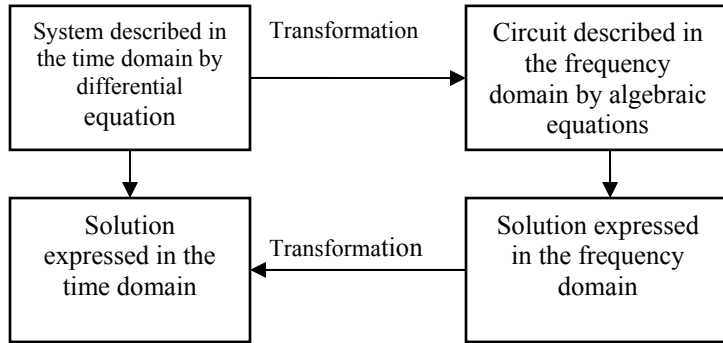 System described in
the time domain by
differential
equation
Transformation
Circuit described in
the frequency
domain by algebraic
equations
Solution
expressed in the
time domain
Transformation
Solution expressed
in the frequency
domain